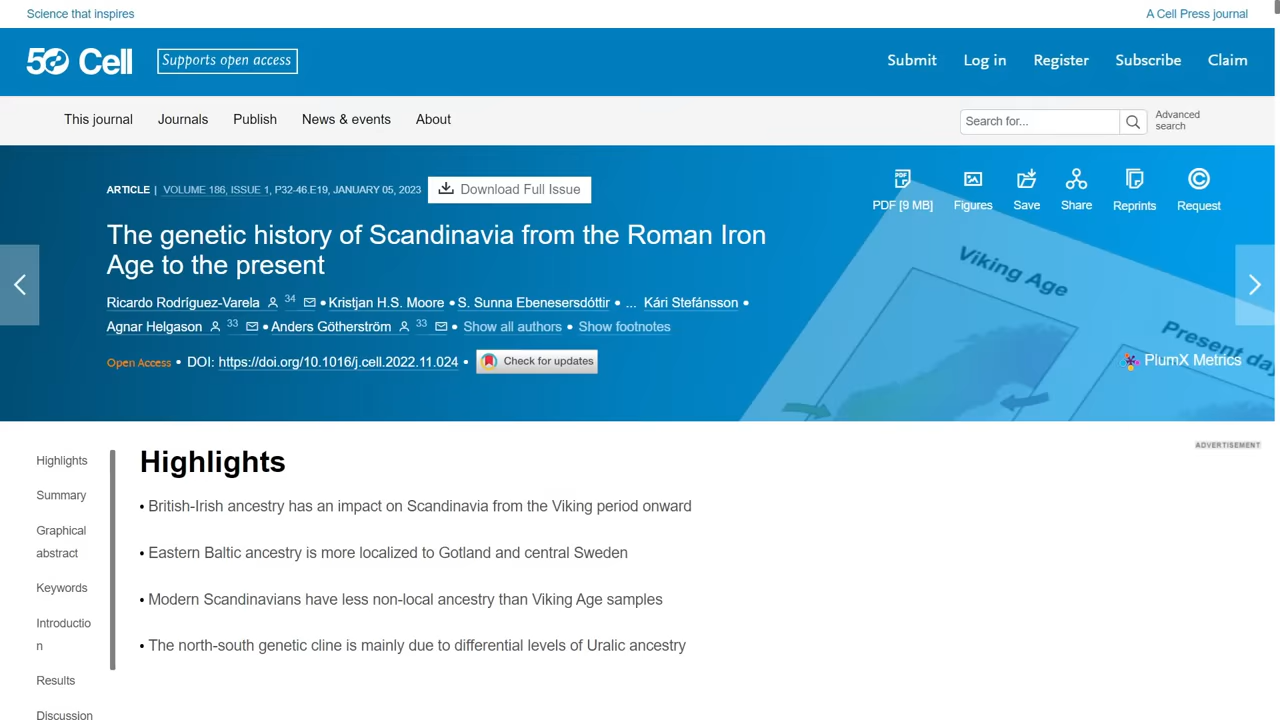 Science that inspires
A Cell Press journal
50 Cell
Supports open access
Submit
Log in
Register
Subscribe
Claim
This journal
Journals
Publish
News & events
About
Search for...
Advanced
search
ARTICLE | VOLUME 186, ISSUE 1, P32-46.E19, JANUARY 05, 2023
Download Full Issue
PDF
PDF [9 MB]
Figures
Save
Share
Reprints
Request
The genetic history of Scandinavia from the Roman Iron
Age to the present
Ricardo Rodríguez-Varela 34 • Kristjan H.S. Moore • S. Sunna Ebenesersdóttir • ... Kári Stefánsson •
Agnar Helgason 33 • Anders Götherström 33 • Show all authors • Show footnotes
Open Access • DOI: https://doi.org/10.1016/j.cell.2022.11.024 •
Check for updates
Viking Age
Present day
PlumX Metrics
ADVERTISEMENT
Highlights
Summary
Graphical
abstract
Keywords
Introductio
n
Results
Discussion
Highlights
• British-Irish ancestry has an impact on Scandinavia from the Viking period onward
• Eastern Baltic ancestry is more localized to Gotland and central Sweden
• Modern Scandinavians have less non-local ancestry than Viking Age samples
• The north-south genetic cline is mainly due to differential levels of Uralic ancestry